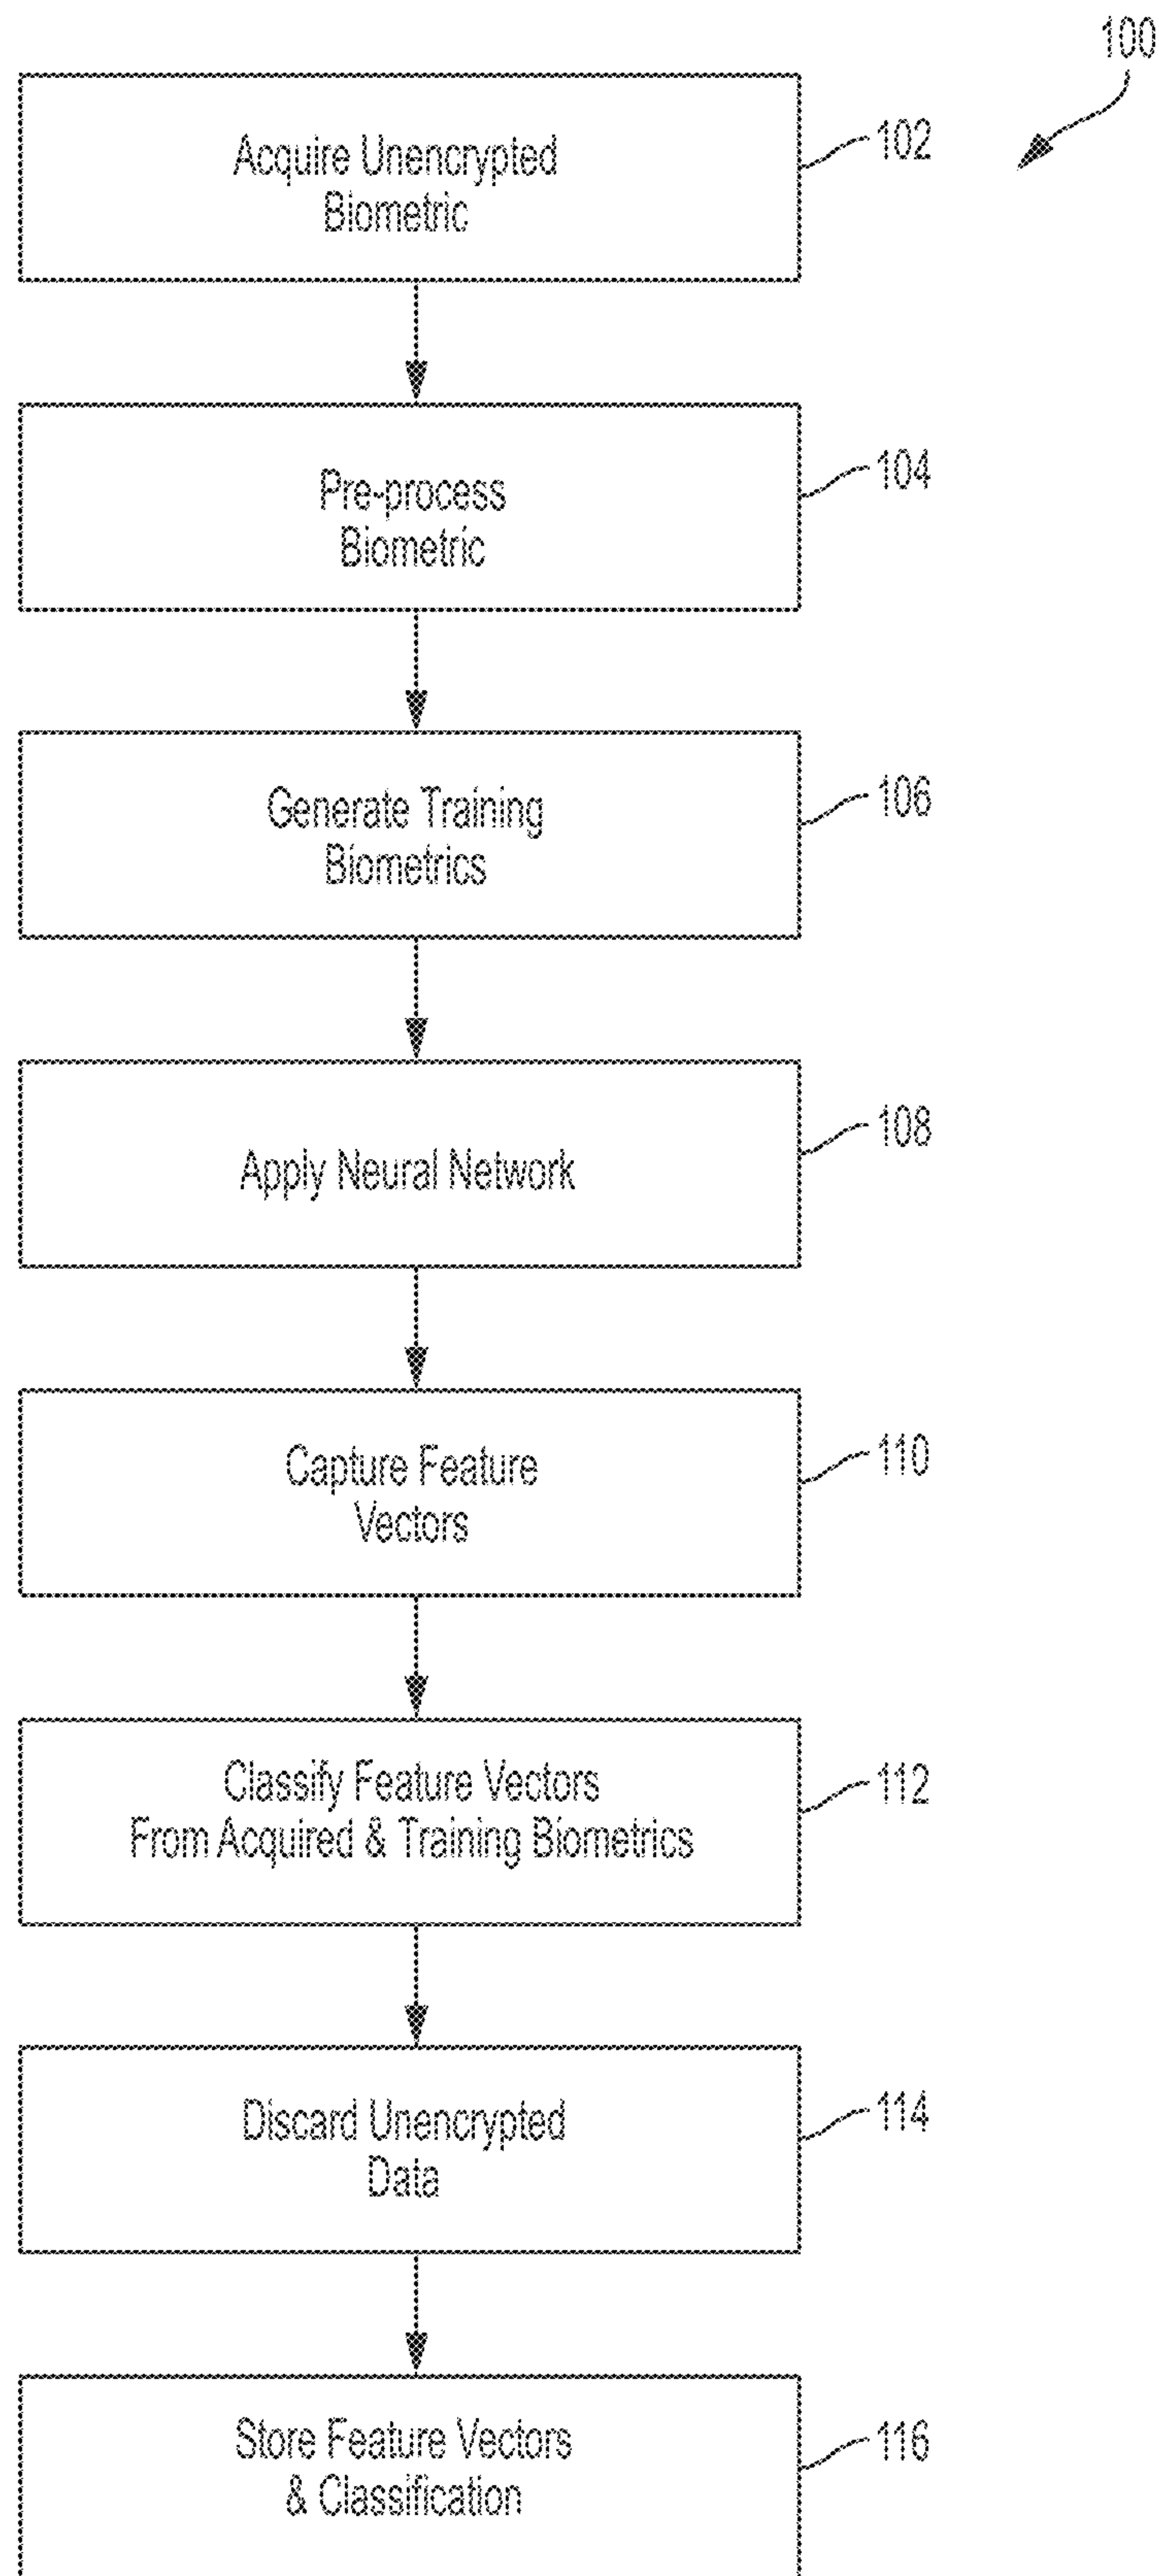 100
Acquire Unencrypted
Biometric
102
Pre-process
Biometric
104
Generate Training
Biometrics
106
Apply Neural Network
108
Capture Feature
Vectors
110
Classify Feature Vectors
From Acquired & Training Biometrics
112
Discard Unencrypted
Data
114
Store Feature Vectors
& Classification
116